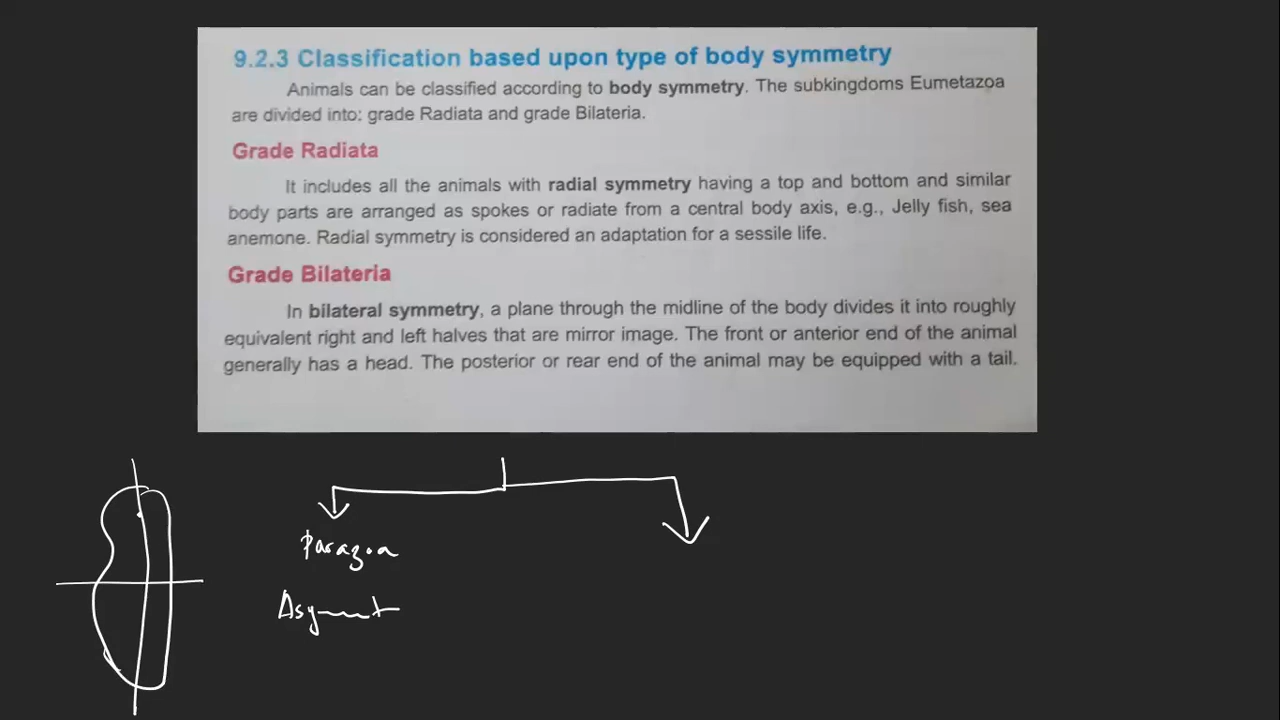 9.2.3 Classification based upon type of body symmetry
Animals can be classified according to body symmetry. The subkingdoms Eumetazoa
are divided into: grade Radiata and grade Bilateria.
Grade Radiata
It includes all the animals with radial symmetry having a top and bottom and similar
body parts are arranged as spokes or radiate from a central body axis, e.g., Jelly fish, sea
anemone. Radial symmetry is considered an adaptation for a sessile life.
Grade Bilateria
In bilateral symmetry, a plane through the midline of the body divides it into roughly
equivalent right and left halves that are mirror image. The front or anterior end of the animal
generally has a head. The posterior or rear end of the animal may be equipped with a tail.
Parazoa